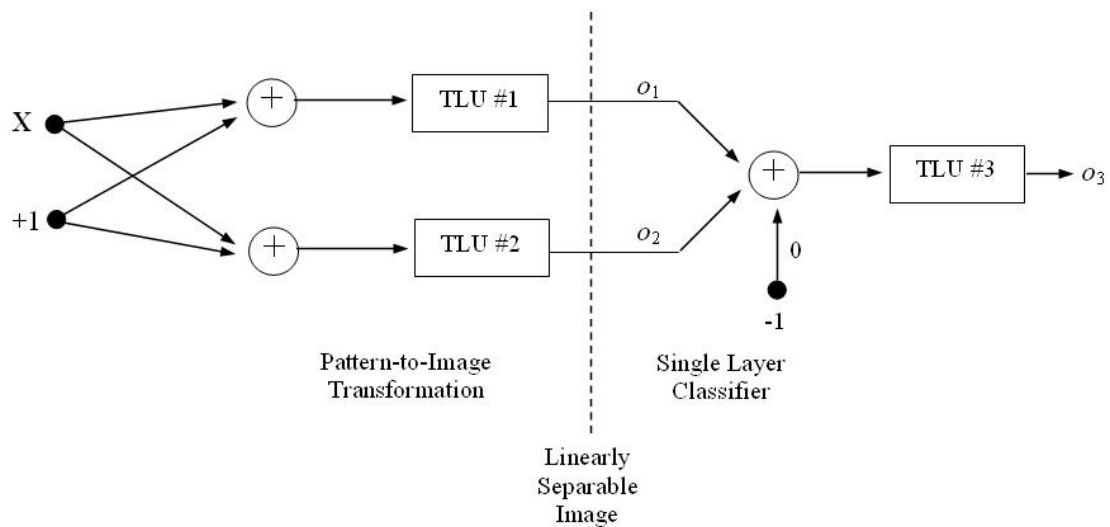 X
+1
+
+
TLU #1
TLU #2
o1
o2
+
0
-1
TLU #3
o3
Pattern-to-Image
Transformation
Single Layer
Classifier
Linearly
Separable
Image